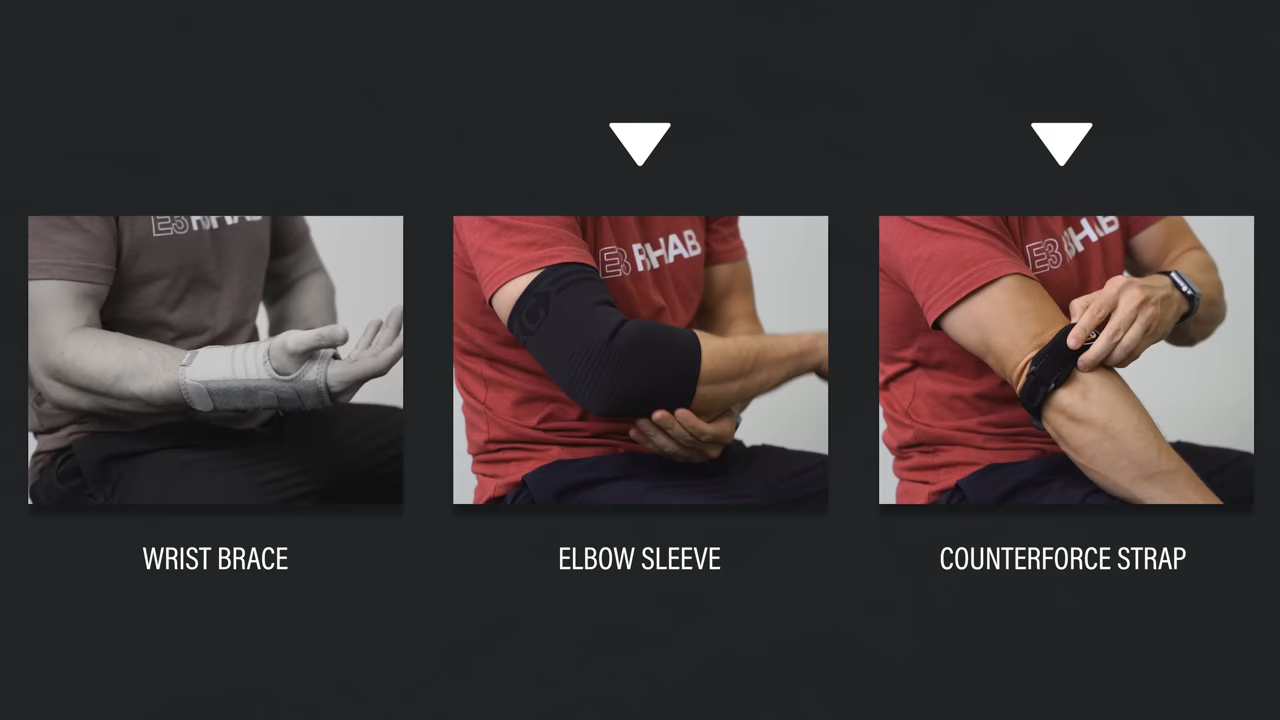 E3 REHAB
E3 REHAB
E3 REHAB
WRIST BRACE
ELBOW SLEEVE
COUNTERFORCE STRAP